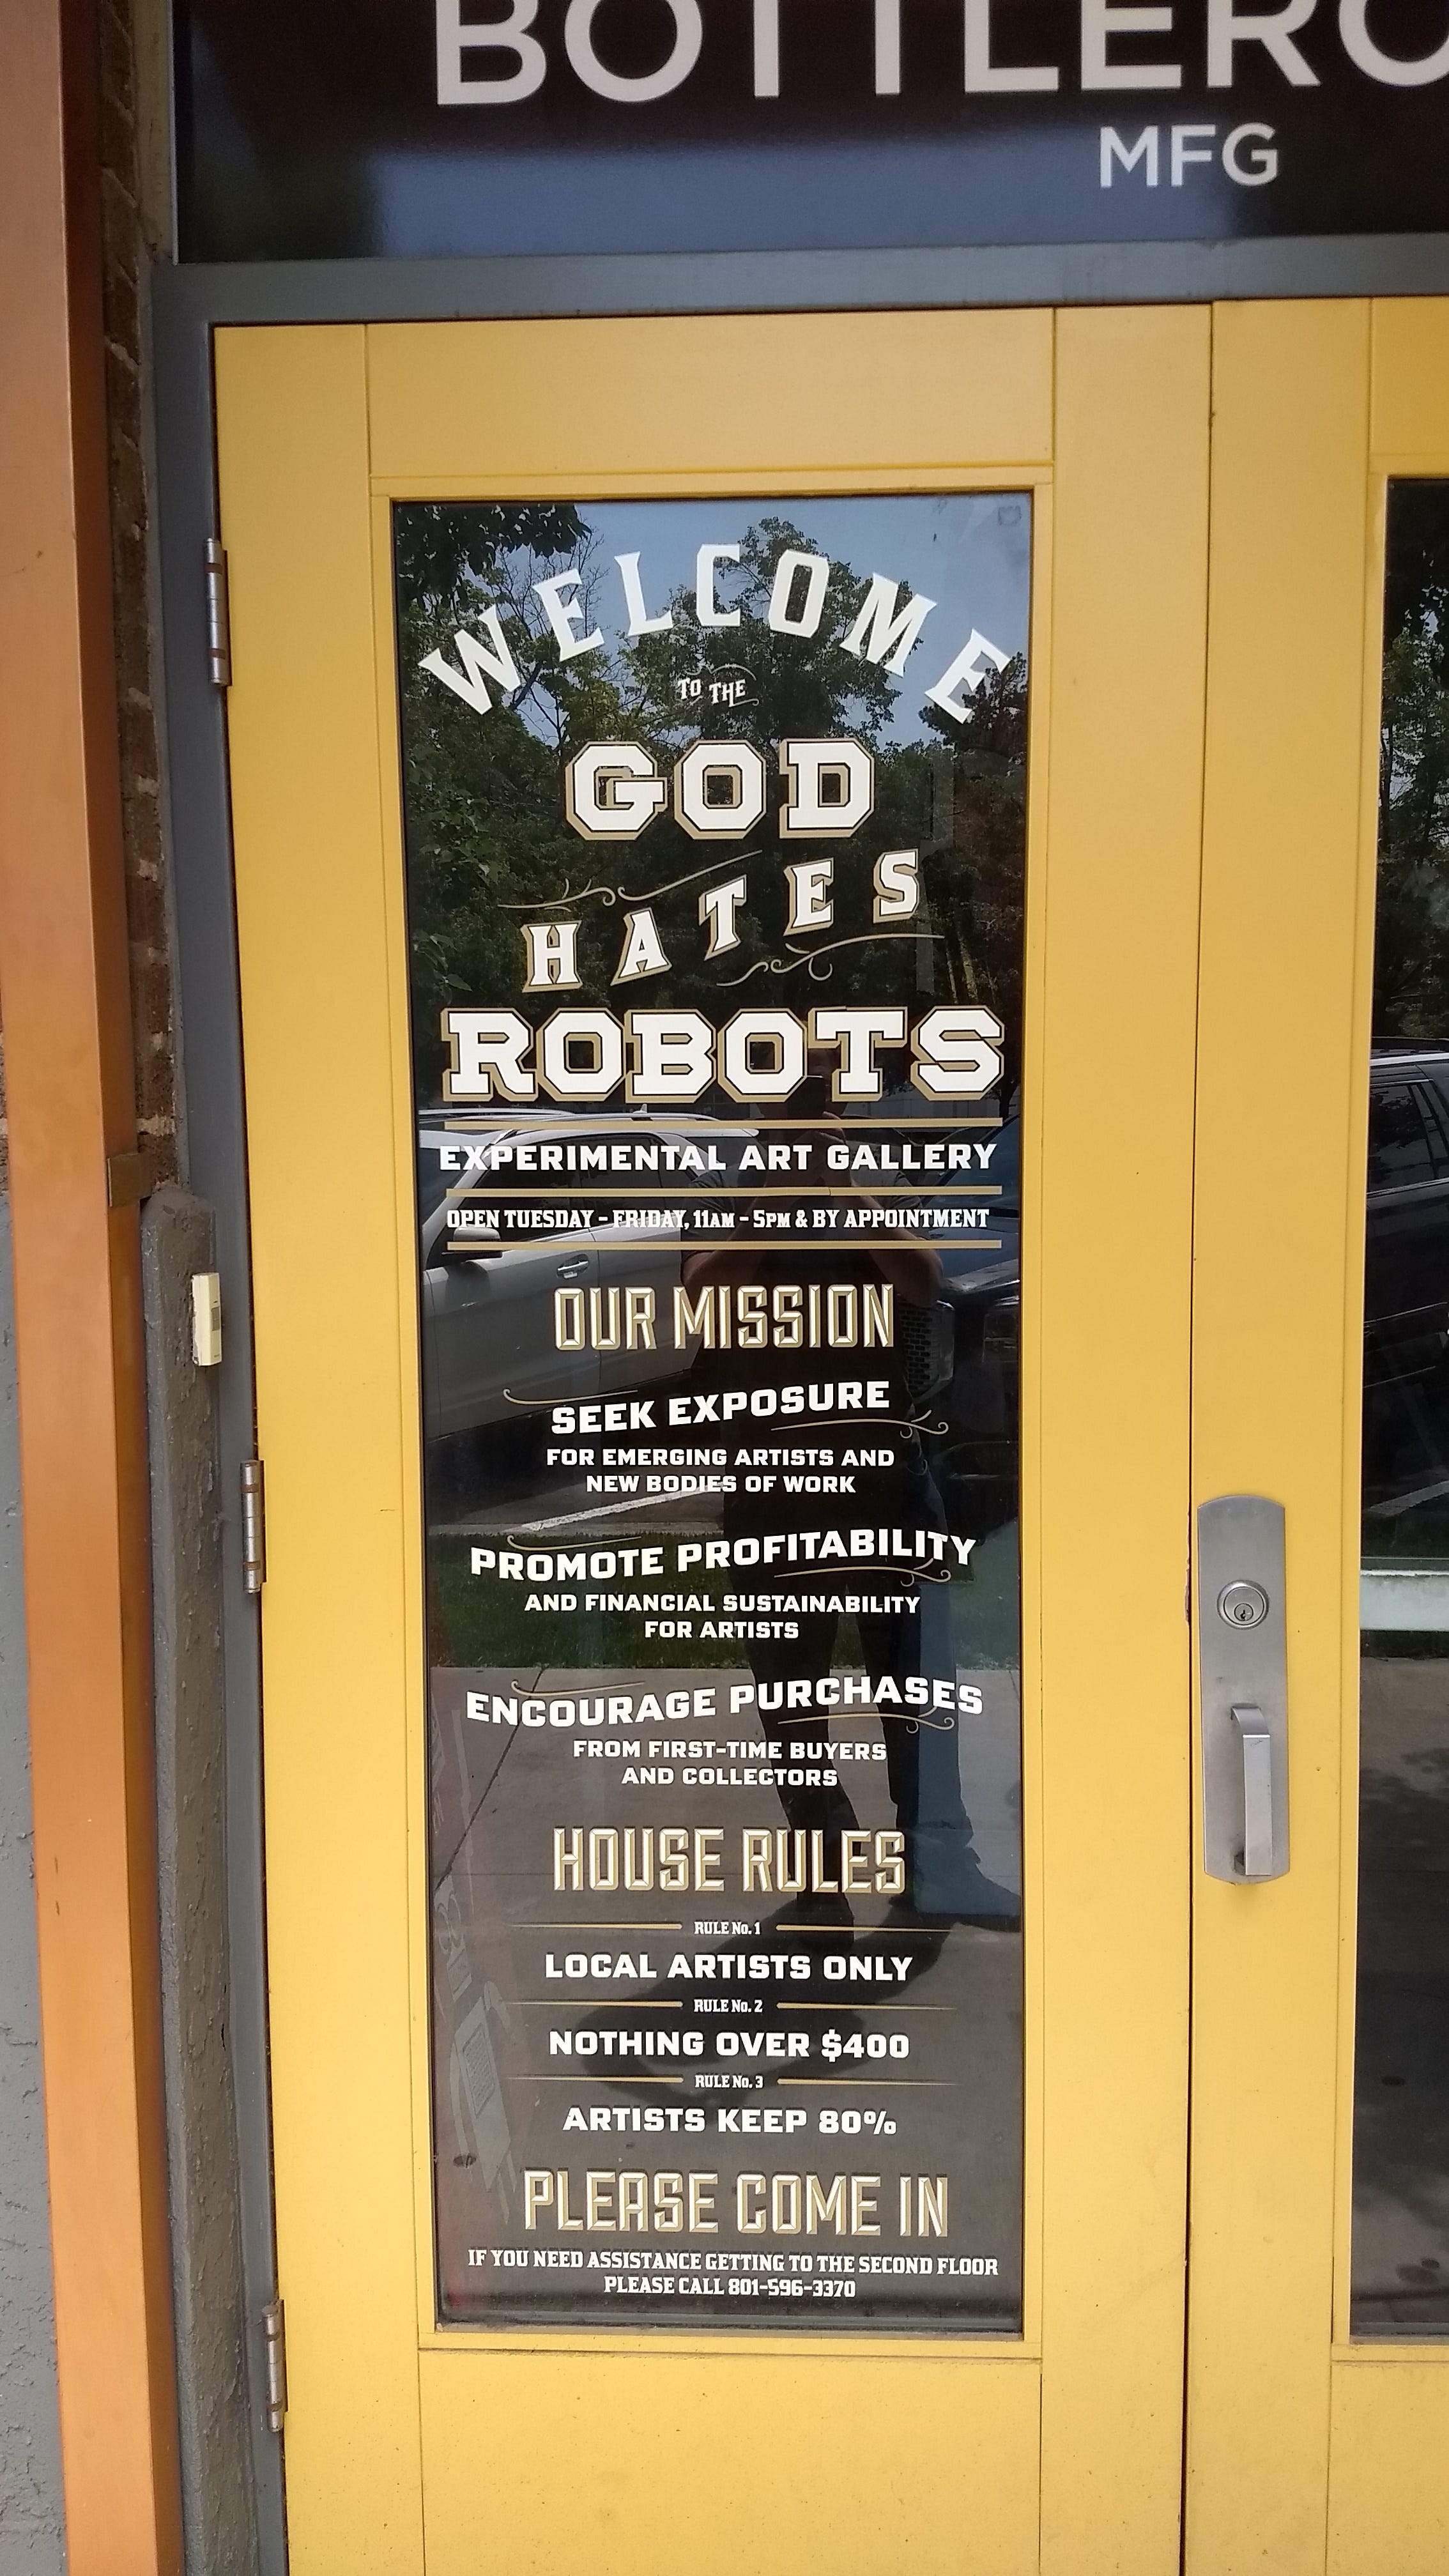 BOTTLERO
MFG
WELCOME
TO THE
GOD
HATES
ROBOTS
EXPERIMENTAL ART GALLERY
OPEN TUESDAY - FRIDAY, 11AM - 5PM & BY APPOINTMENT
OUR MISSION
SEEK EXPOSURE
FOR EMERGING ARTISTS AND
NEW BODIES OF WORK
PROMOTE PROFITABILITY
AND FINANCIAL SUSTAINABILITY
FOR ARTISTS
ENCOURAGE PURCHASES
FROM FIRST-TIME BUYERS
AND COLLECTORS
HOUSE RULES
RULE No. 1
LOCAL ARTISTS ONLY
RULE No. 2
NOTHING OVER $400
RULE No. 3
ARTISTS KEEP 80%
PLEASE COME IN
IF YOU NEED ASSISTANCE GETTING TO THE SECOND FLOOR
PLEASE CALL 801-596-3370